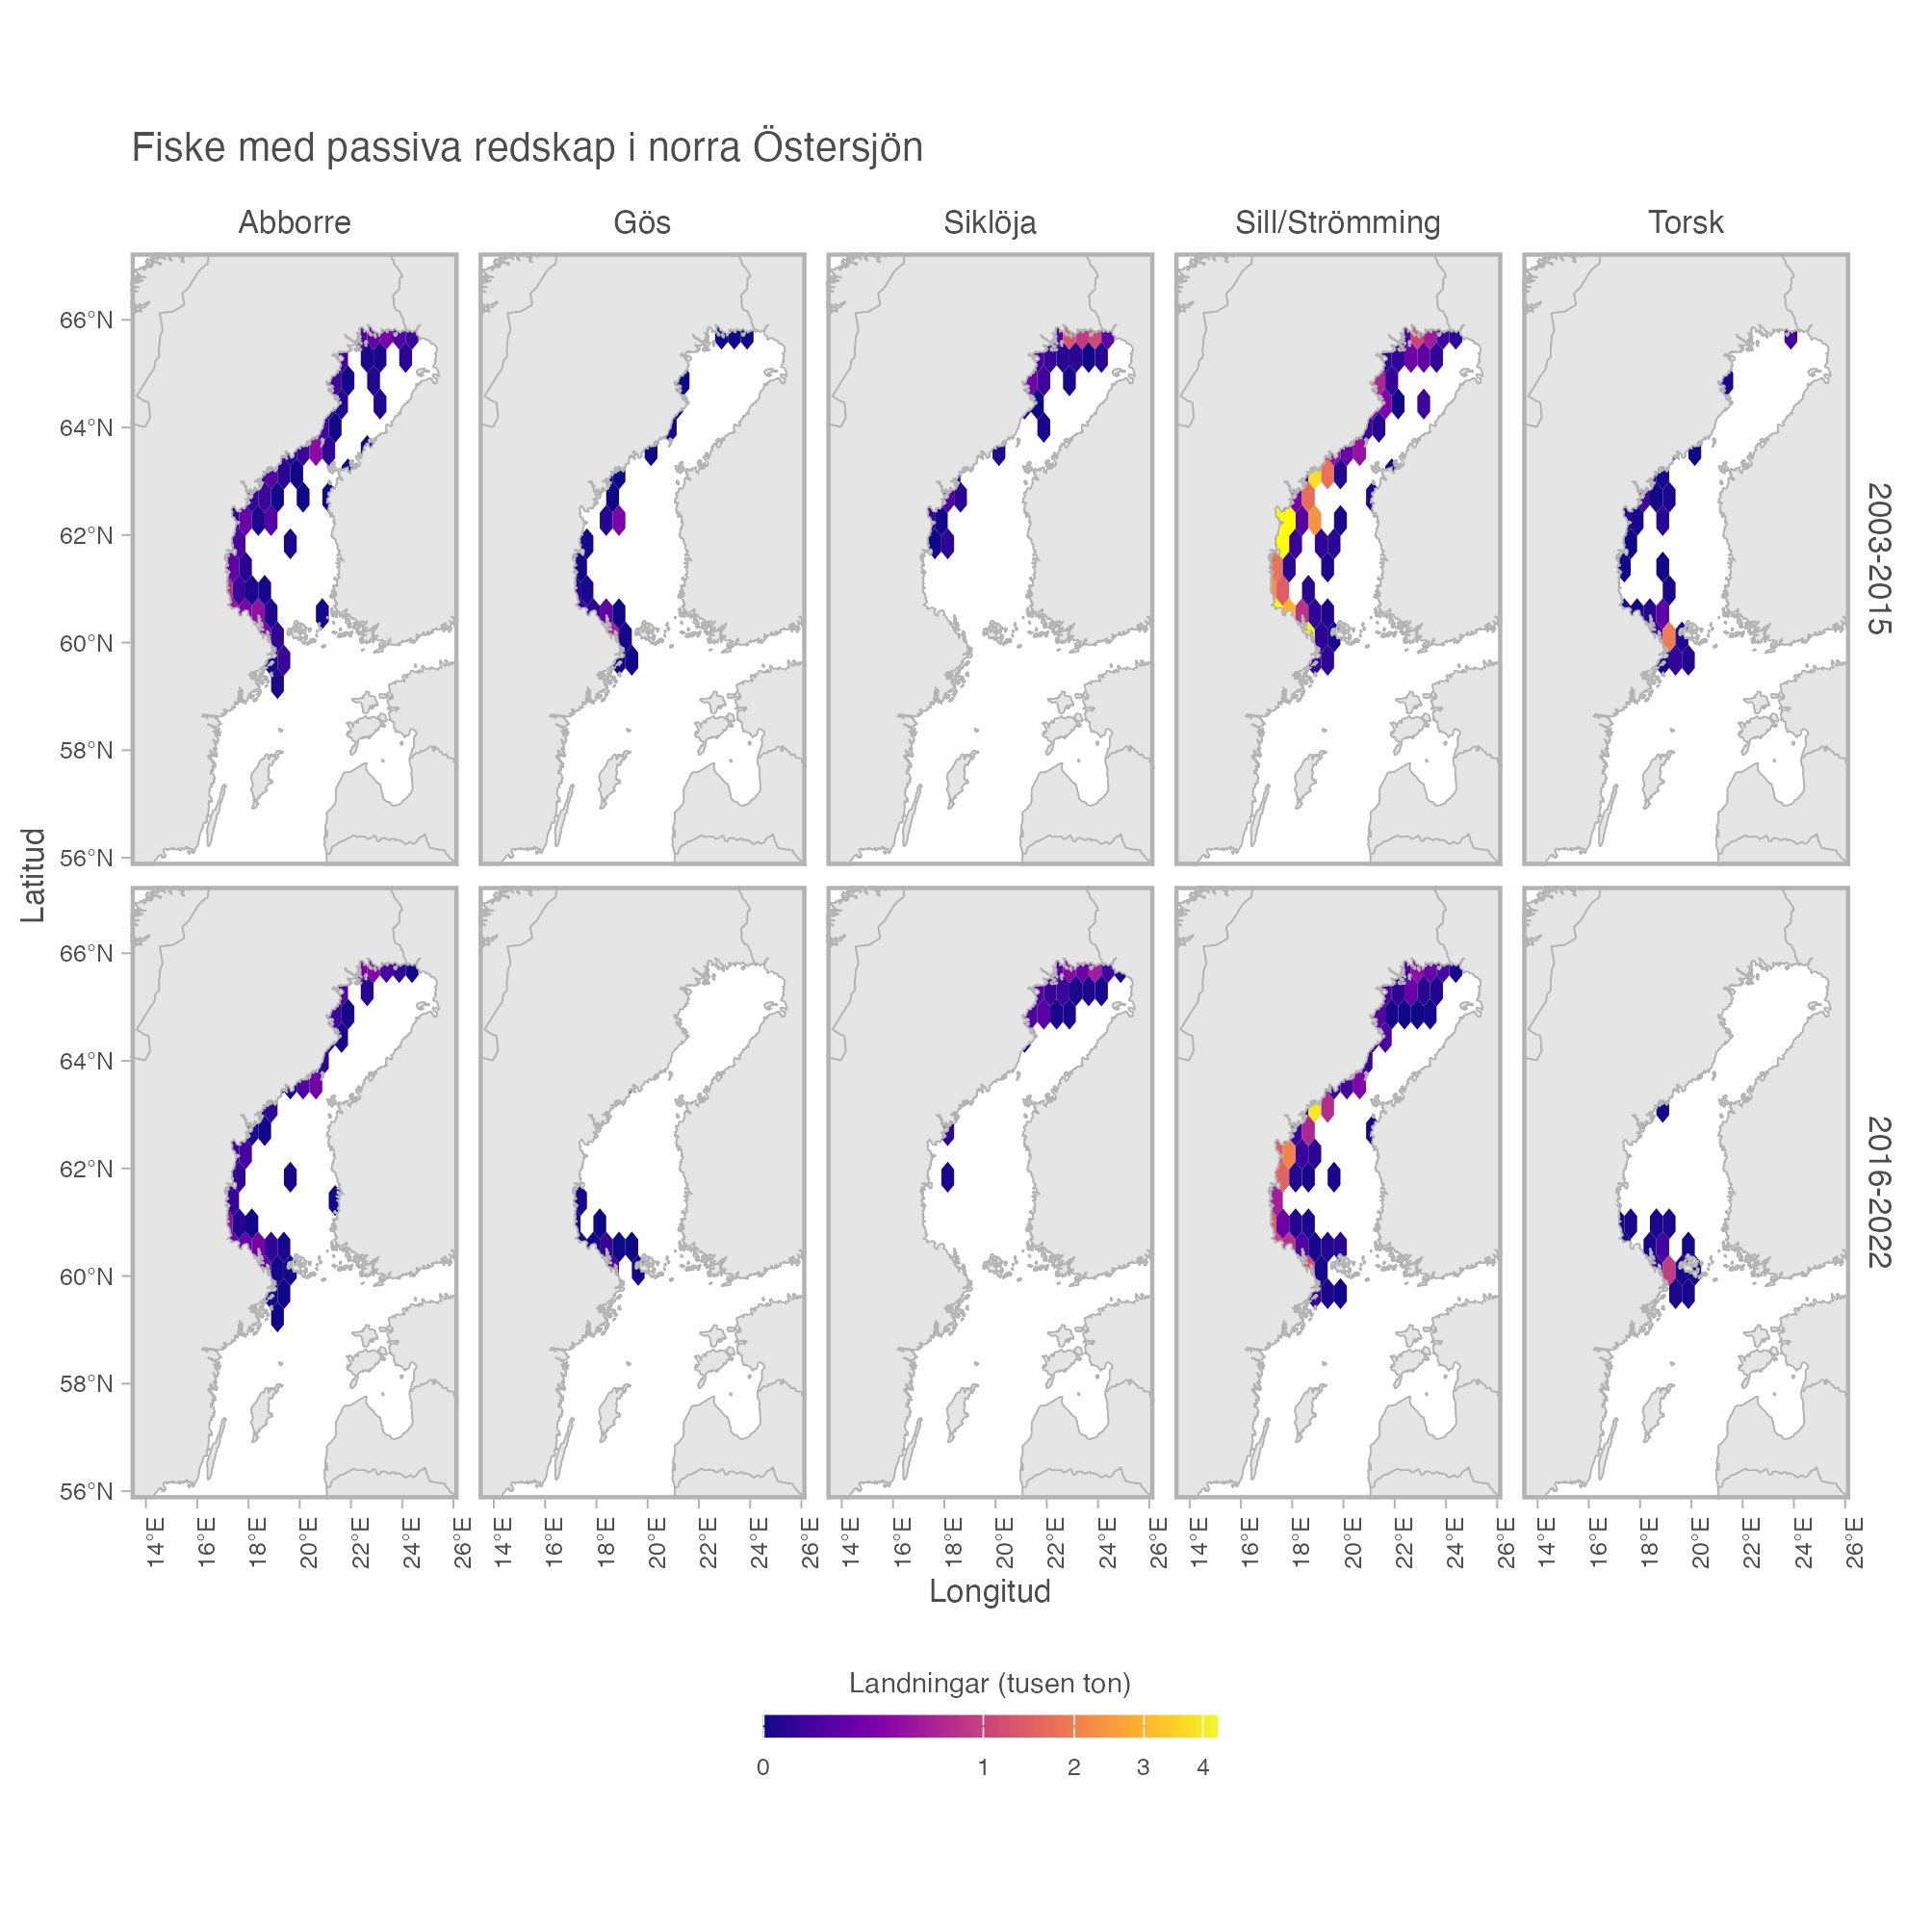 Fiske med passiva redskap i norra Östersjön
Abborre Gös Siklöja Sill/Strömming Torsk
66°N
64°N
62°N
60°N
58°N
56°N
2003-2015
Latitud
66°N
64°N
62°N
60°N
58°N
56°N
2016-2022
14°E 16°E 18°E 20°E 22°E 24°E 26°E 14°E 16°E 18°E 20°E 22°E 24°E 26°E 14°E 16°E 18°E 20°E 22°E 24°E 26°E 14°E 16°E 18°E 20°E 22°E 24°E 26°E 14°E 16°E 18°E 20°E 22°E 24°E 26°E
Longitud
Landningar (tusen ton)
0 1 2 3 4